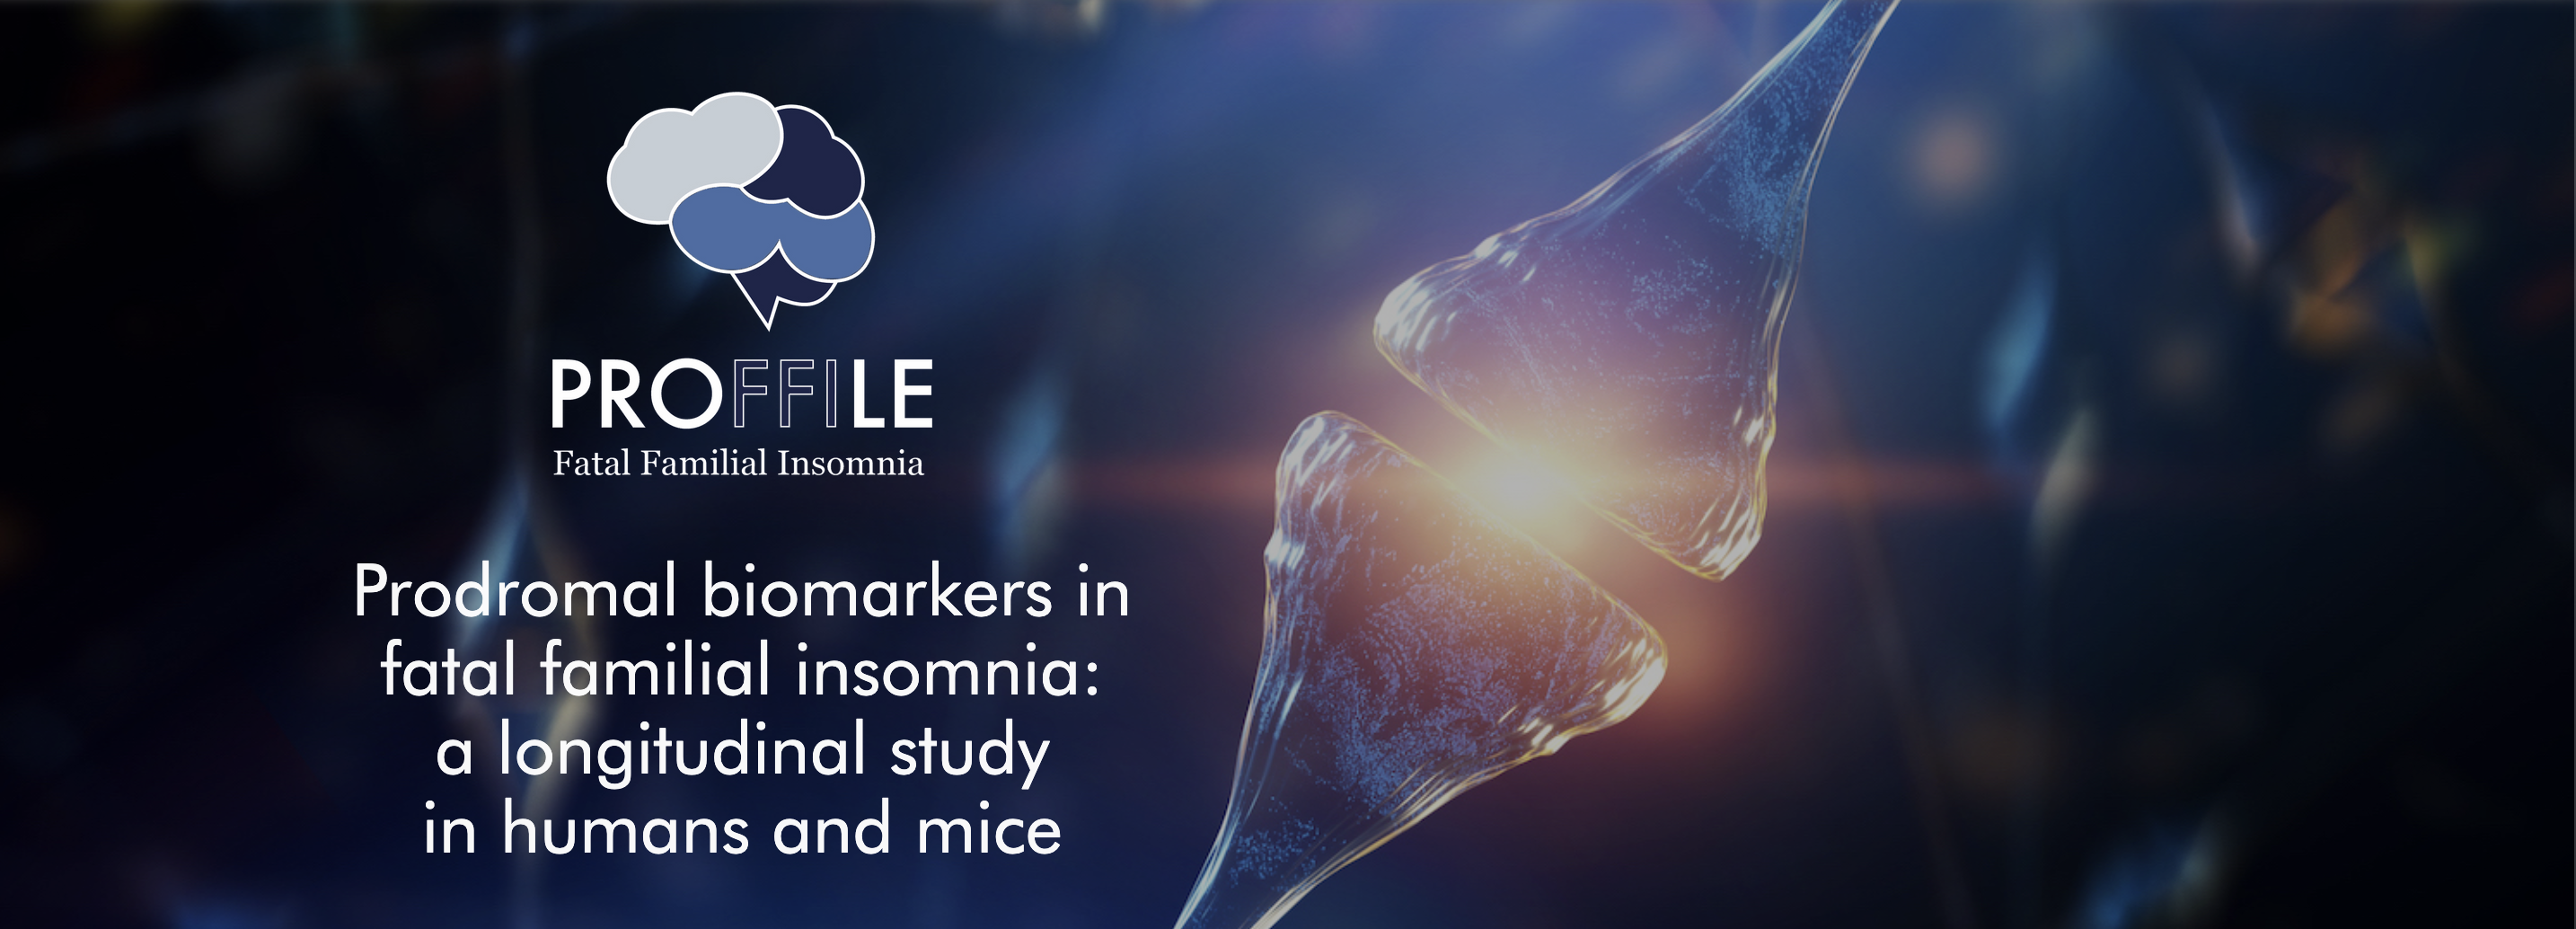 PROFFILE
Fatal Familial Insomnia
Prodromal biomarkers in
fatal familial insomnia:
a longitudinal study
in humans and mice